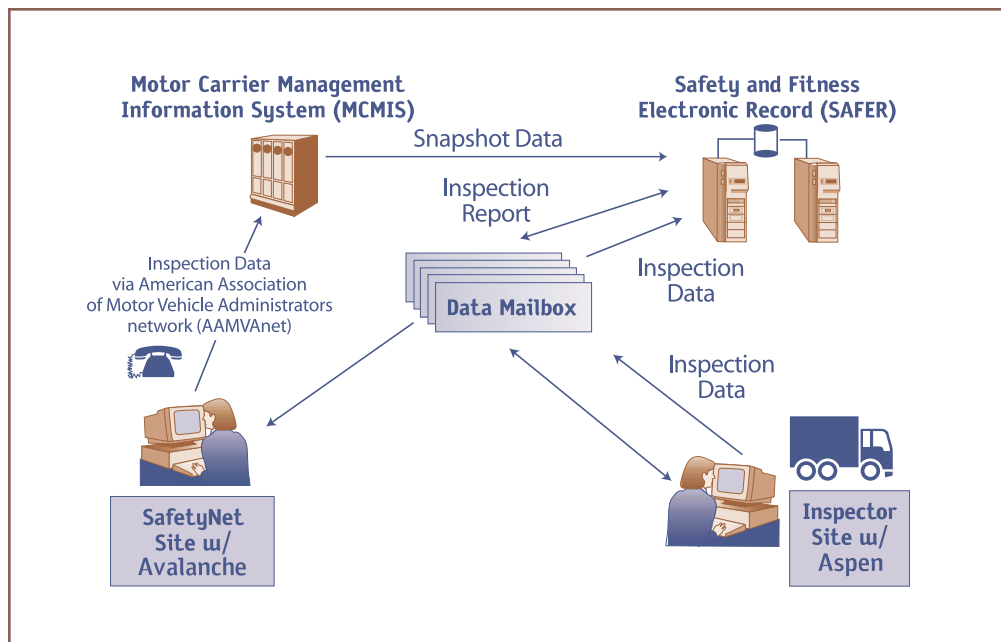 Motor Carrier Management
Information System (MCMIS)
Safety and Fitness
Electronic Record (SAFER)
Snapshot Data
Inspection
Report
Inspection Data
via American Association
of Motor Vehicle Administrators
network (AAMVAnet)
Inspection
Data
Data Mailbox
Inspection
Data
SafetyNet
Site w/
Avalanche
Inspector
Site w/
Aspen